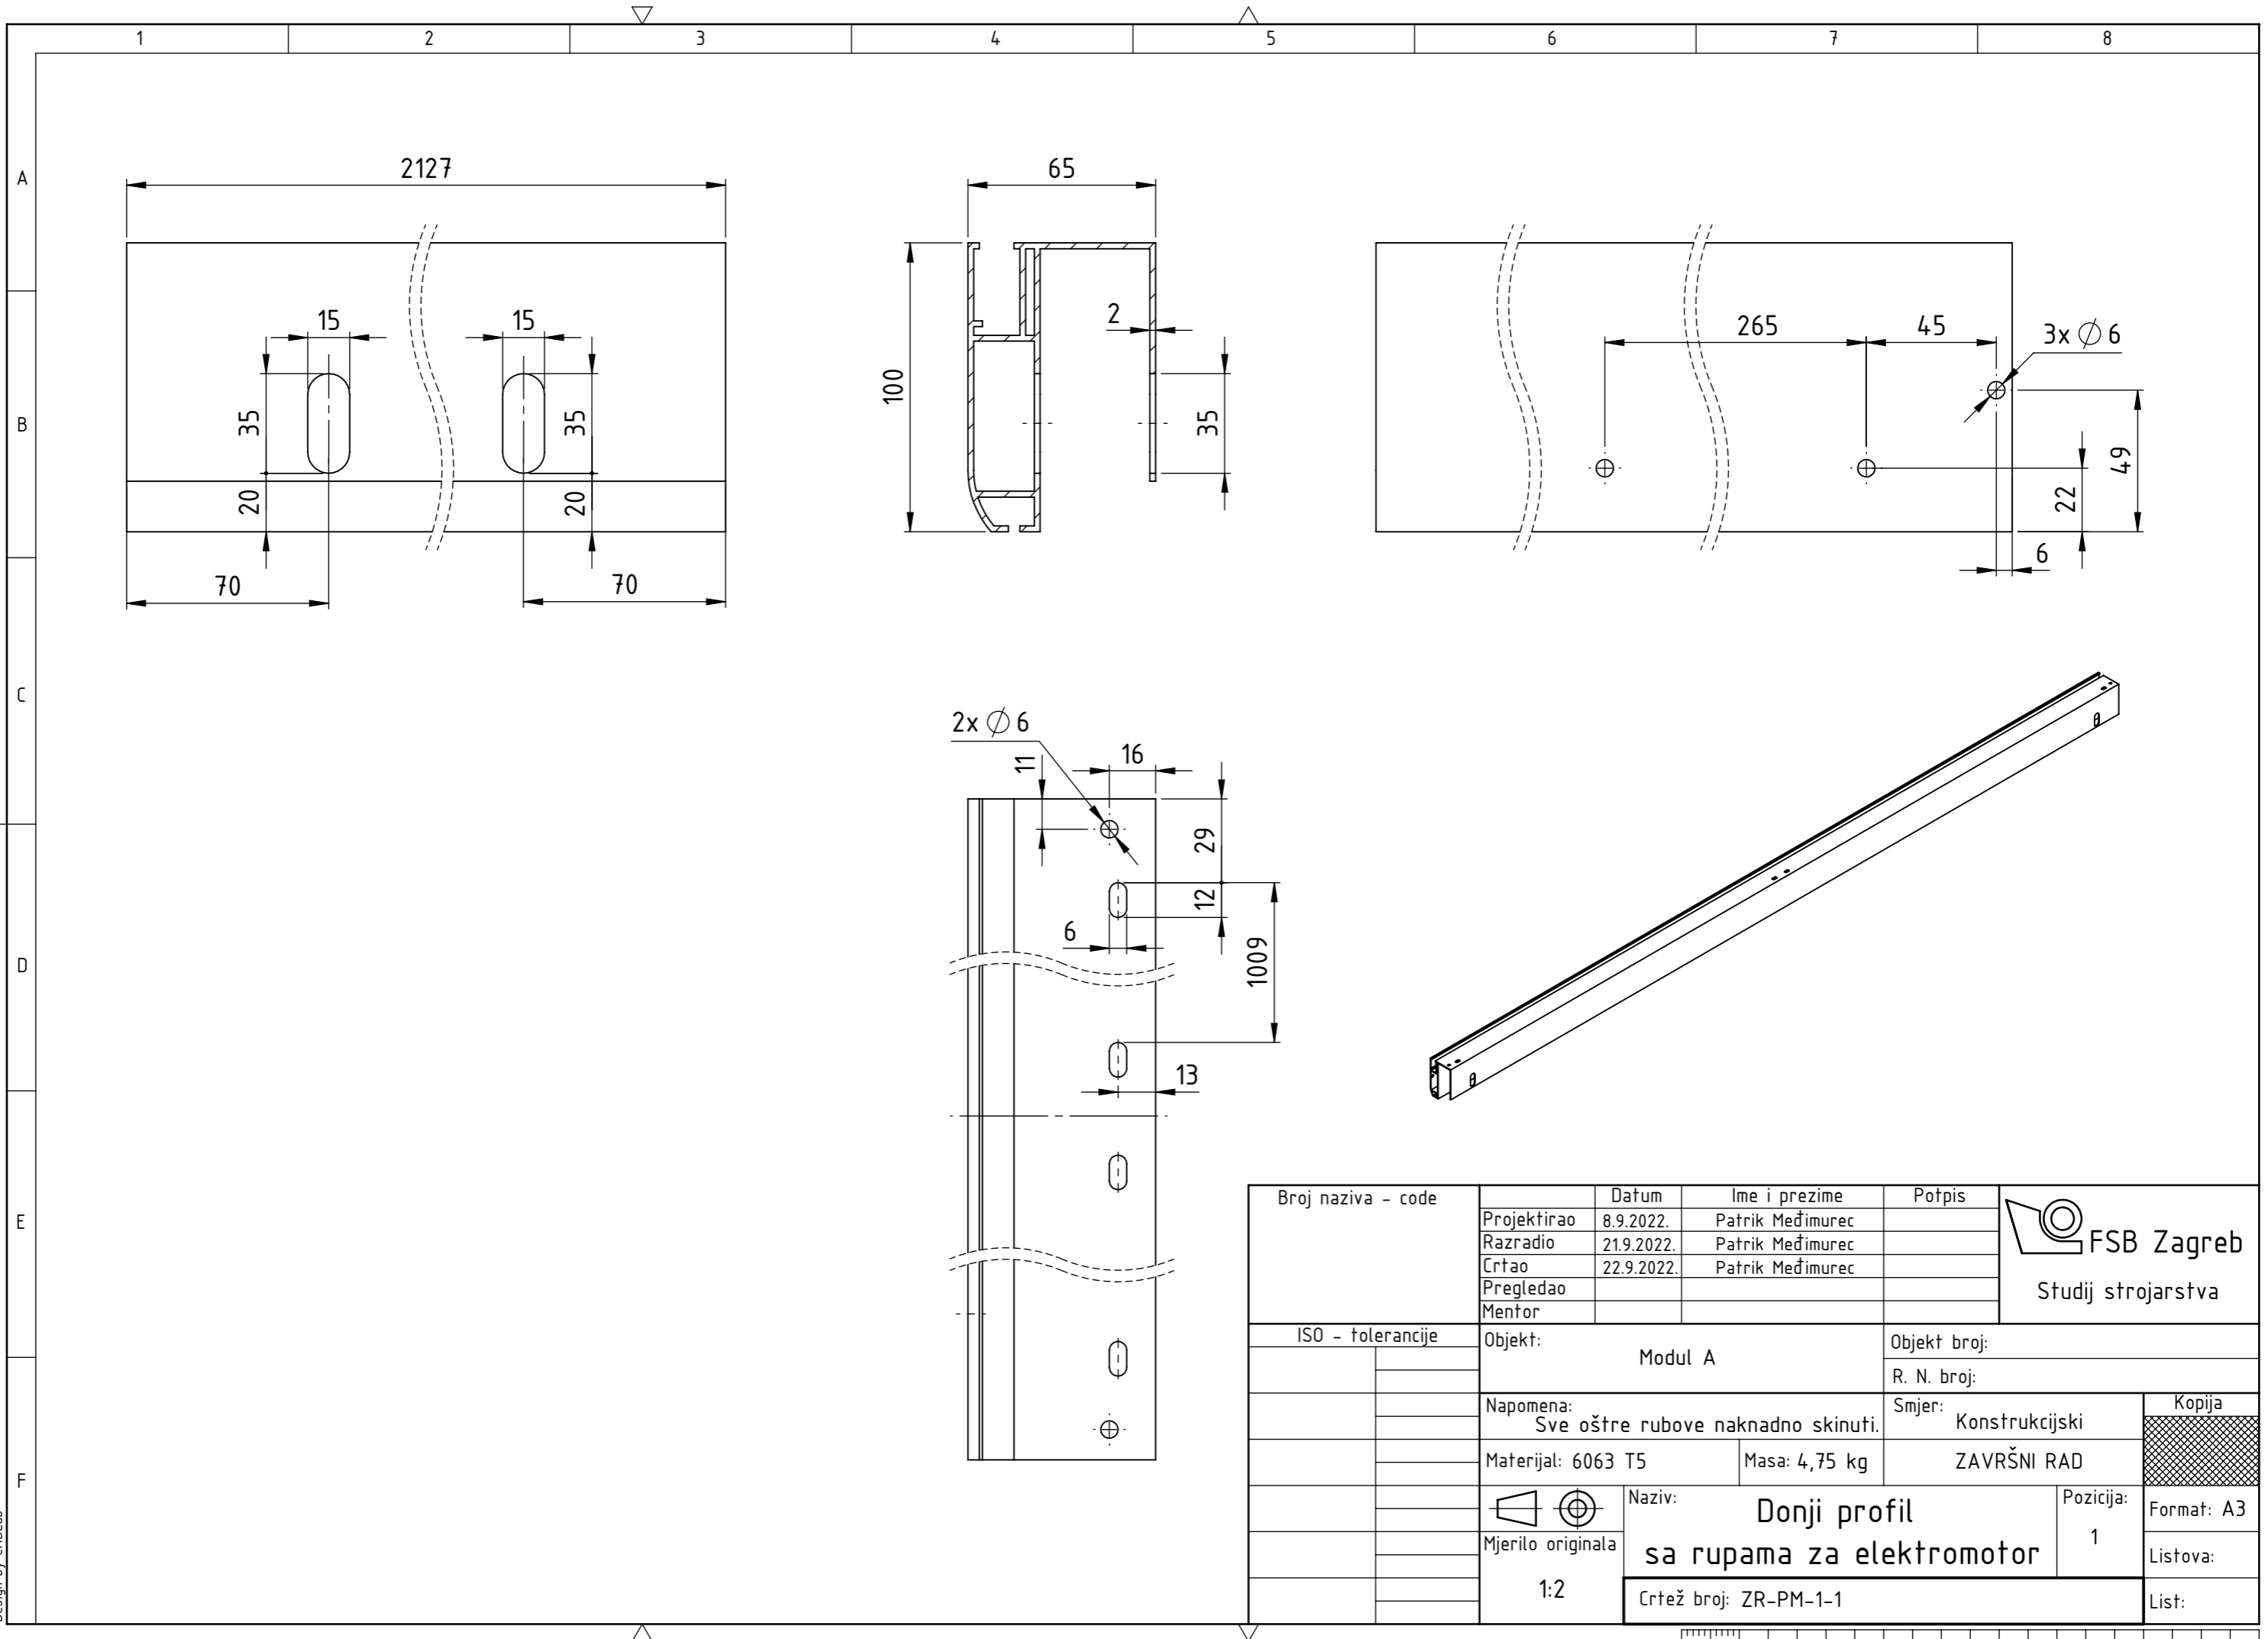 1 2 3 4 5 6 7 8
A
B
C
D
E
F
2127
15
15
35
35
20
20
70
70
65
100
2
35
265
45
3x ∅ 6
49
22
6
2x ∅ 6
11
16
29
12
6
1009
13
Broj naziva - code
Datum Ime i prezime Potpis
Projektirao 8.9.2022. Patrik Međimurec
Razradio 21.9.2022. Patrik Međimurec
Crtao 22.9.2022. Patrik Međimurec
Pregledao
Mentor
FSB Zagreb
Studij strojarstva
ISO - tolerancije
Objekt: Modul A
Objekt broj:
R. N. broj:
Napomena:
Sve oštre rubove naknadno skinuti.
Smjer: Konstrukcijski
Kopija
Materijal: 6063 T5
Masa: 4,75 kg
ZAVRŠNI RAD
Naziv: Donji profil
sa rupama za elektromotor
Pozicija:
1
Format: A3
Mjerilo originala
1:2
Listova:
Crtež broj: ZR-PM-1-1
List: